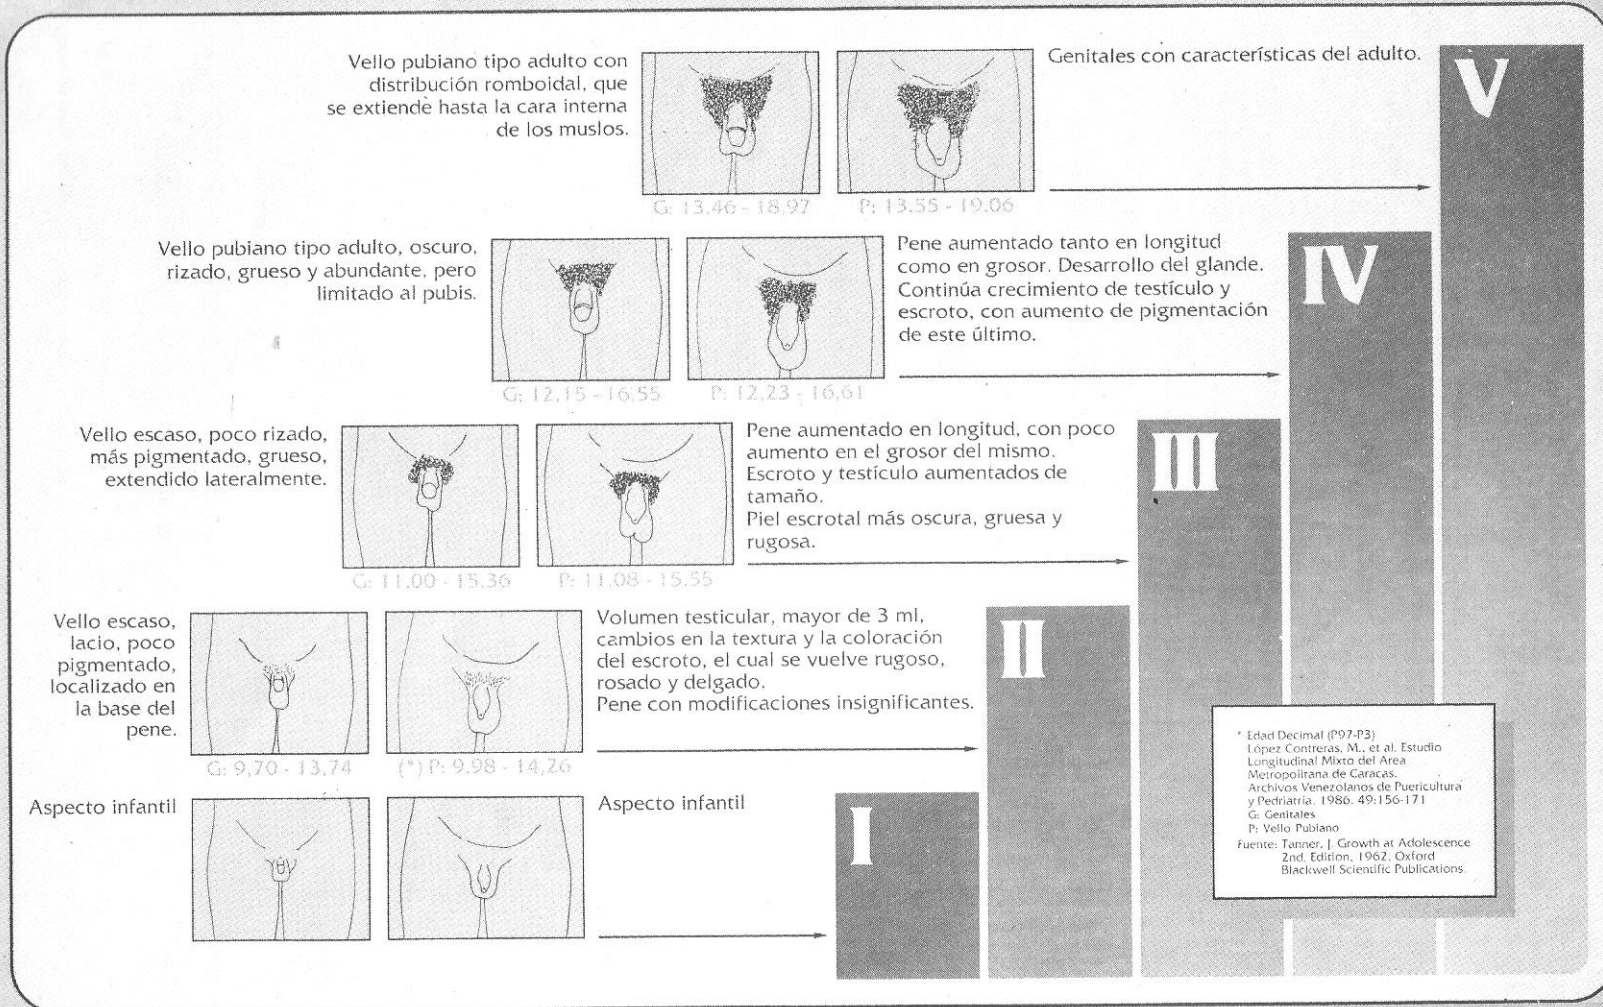 Vello pubiano tipo adulto con
distribución romboidal, que
se extiende hasta la cara interna
de los muslos.
G: 13,46 - 18,97
P: 13,55 - 19,06
Genitales con características del adulto.
V
Vello pubiano tipo adulto, oscuro,
rizado, grueso y abundante, pero
limitado al pubis.
G: 12,15 - 16,55
P: 12,23 - 16,61
Pene aumentado tanto en longitud
como en grosor. Desarrollo del glande.
Continúa crecimiento de testículo y
escroto, con aumento de pigmentación
de este último.
IV
Vello escaso, poco rizado,
más pigmentado, grueso,
extendido lateralmente.
G: 11,00 - 15,36
P: 11,08 - 15,55
Pene aumentado en longitud, con poco
aumento en el grosor del mismo.
Escroto y testículo aumentados de
tamaño.
Piel escrotal más oscura, gruesa y
rugosa.
III
Vello escaso,
lacio, poco
pigmentado,
localizado en
la base del
pene.
G: 9,70 - 13,74
(*) P: 9,98 - 14,26
Volumen testicular, mayor de 3 ml,
cambios en la textura y la coloración
del escroto, el cual se vuelve rugoso,
rosado y delgado.
Pene con modificaciones insignificantes.
II
Aspecto infantil
Aspecto infantil
I
* Edad Decimal (P97-P3)
López Contreras, M., et al. Estudio
Longitudinal Mixto del Area
Metropolitana de Caracas.
Archivos Venezolanos de Puericultura
y Pedriatría, 1986. 49:156-171
G: Genitales
P: Vello Pubiano
Fuente: Tanner, J. Growth at Adolescence
2nd. Edition, 1962, Oxford
Blackwell Scientific Publications.